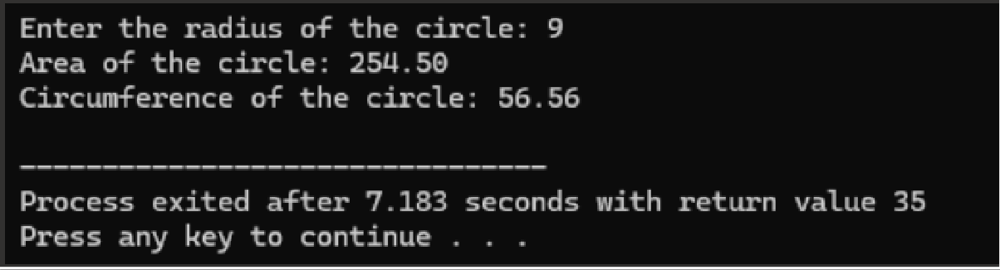 Enter the radius of the circle: 9
Area of the circle: 254.50
Circumference of the circle: 56.56
--------------------------------
Process exited after 7.183 seconds with return value 35
Press any key to continue . . .